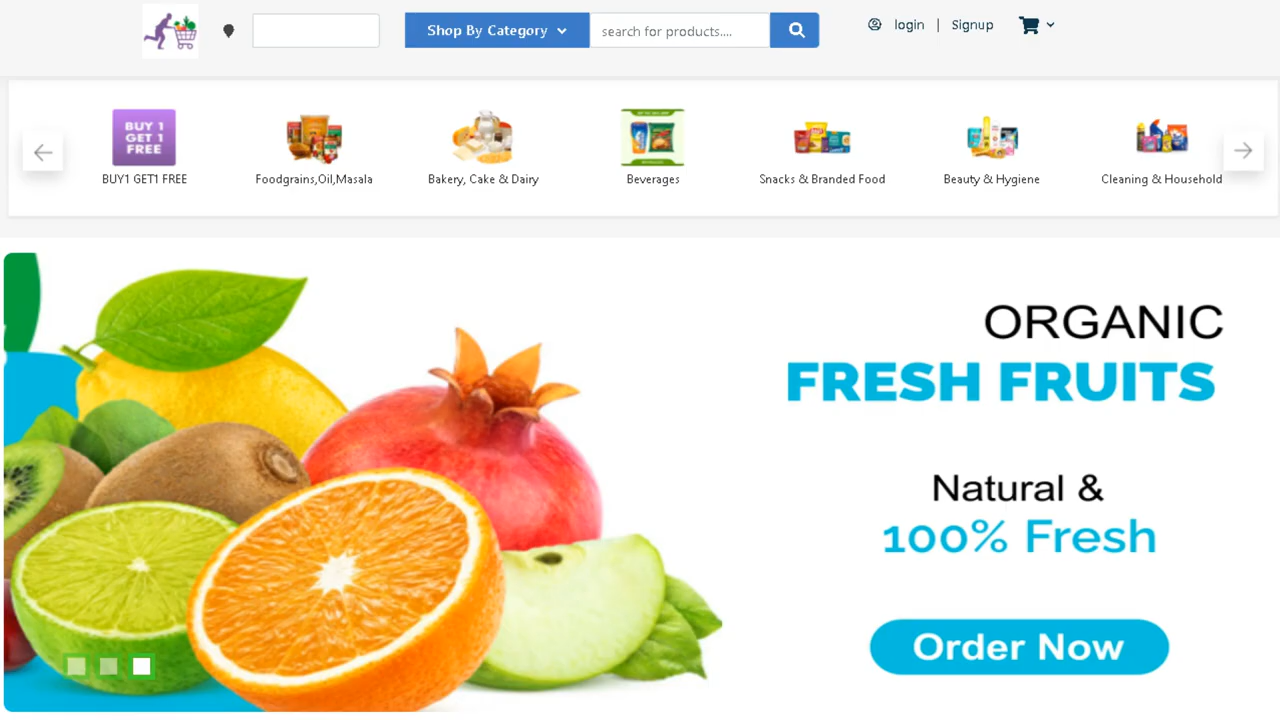 Shop By Category
search for products....
login | Signup
BUY 1
GET 1
FREE
BUY1 GET1 FREE
Foodgrains,Oil,Masala
Bakery, Cake & Dairy
Beverages
Snacks & Branded Food
Beauty & Hygiene
Cleaning & Household
ORGANIC
FRESH FRUITS
Natural &
100% Fresh
Order Now